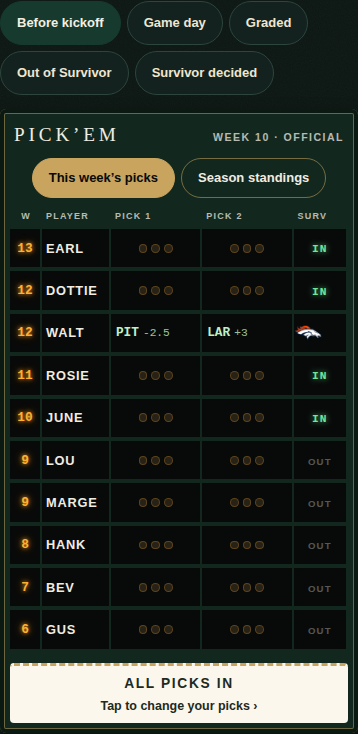 Before kickoff Game day Graded
Out of Survivor Survivor decided
PICK'EM WEEK 10 · OFFICIAL
This week's picks Season standings
W PLAYER PICK 1 PICK 2 SURV
13 EARL IN
12 DOTTIE IN
12 WALT PIT -2.5 LAR +3
11 ROSIE IN
10 JUNE IN
9 LOU OUT
9 MARGE OUT
8 HANK OUT
7 BEV OUT
6 GUS OUT
ALL PICKS IN
Tap to change your picks ›